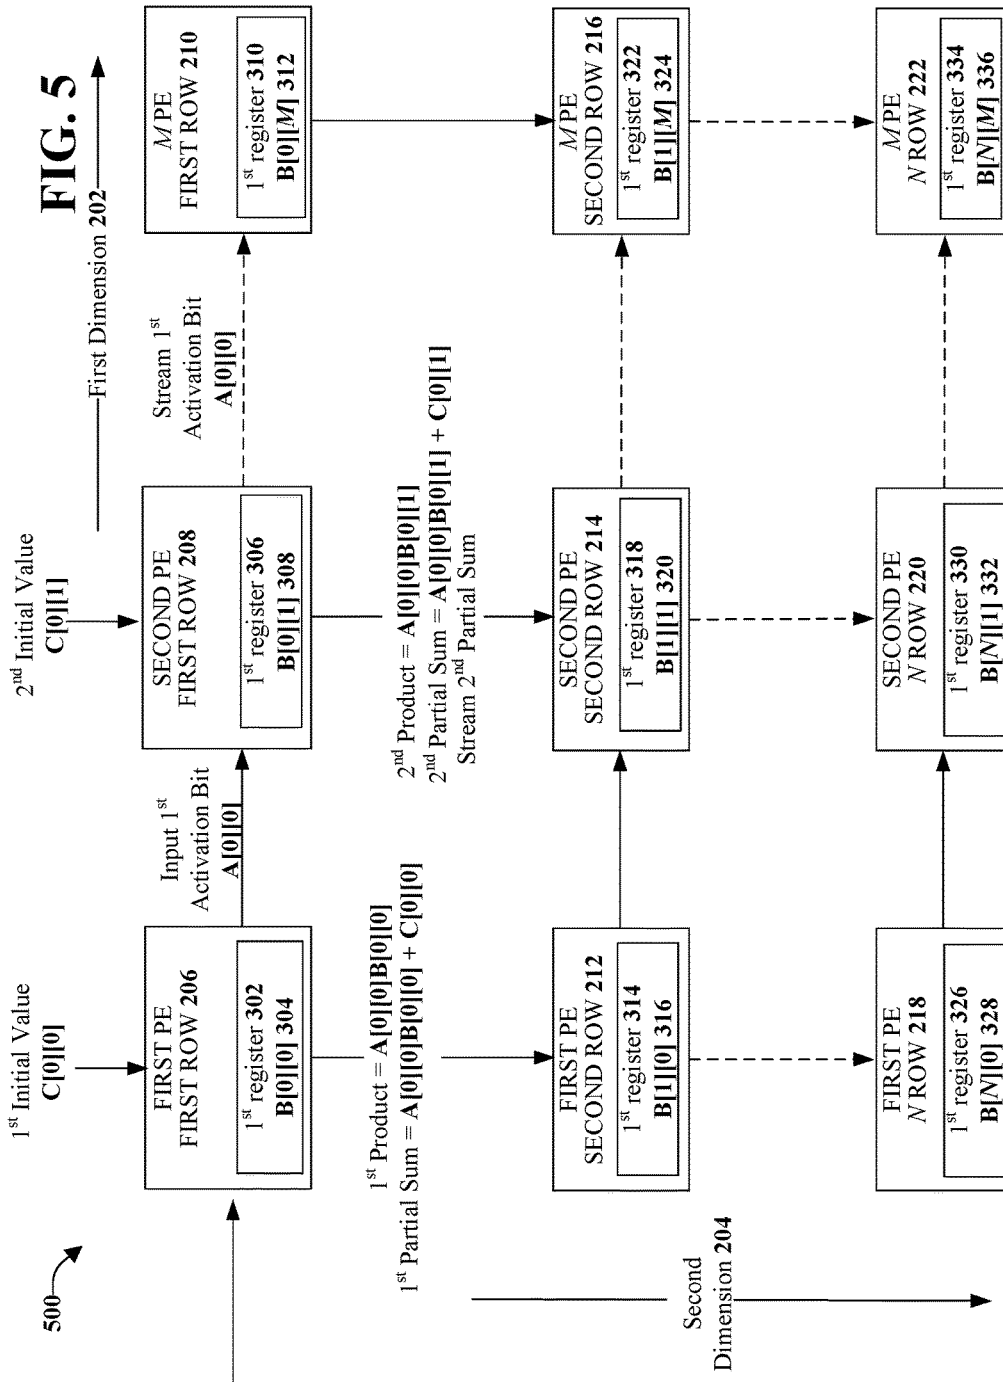 FIG. 5
500
First Dimension 202
1st Initial Value
C[0][0]
2nd Initial Value
C[0][1]
FIRST PE
FIRST ROW 206
1st register 302
B[0][0] 304
Input 1st
Activation Bit
A[0][0]
SECOND PE
FIRST ROW 208
1st register 306
B[0][1] 308
Stream 1st
Activation Bit
A[0][0]
M PE
FIRST ROW 210
1st register 310
B[0][M] 312
1st Product = A[0][0]B[0][0]
1st Partial Sum = A[0][0]B[0][0] + C[0][0]
2nd Product = A[0][0]B[0][1]
2nd Partial Sum = A[0][0]B[0][1] + C[0][1]
Stream 2nd Partial Sum
FIRST PE
SECOND ROW 212
1st register 314
B[1][0] 316
SECOND PE
SECOND ROW 214
1st register 318
B[1][1] 320
M PE
SECOND ROW 216
1st register 322
B[1][M] 324
Second
Dimension 204
FIRST PE
N ROW 218
1st register 326
B[N][0] 328
SECOND PE
N ROW 220
1st register 330
B[N][1] 332
M PE
N ROW 222
1st register 334
B[N][M] 336